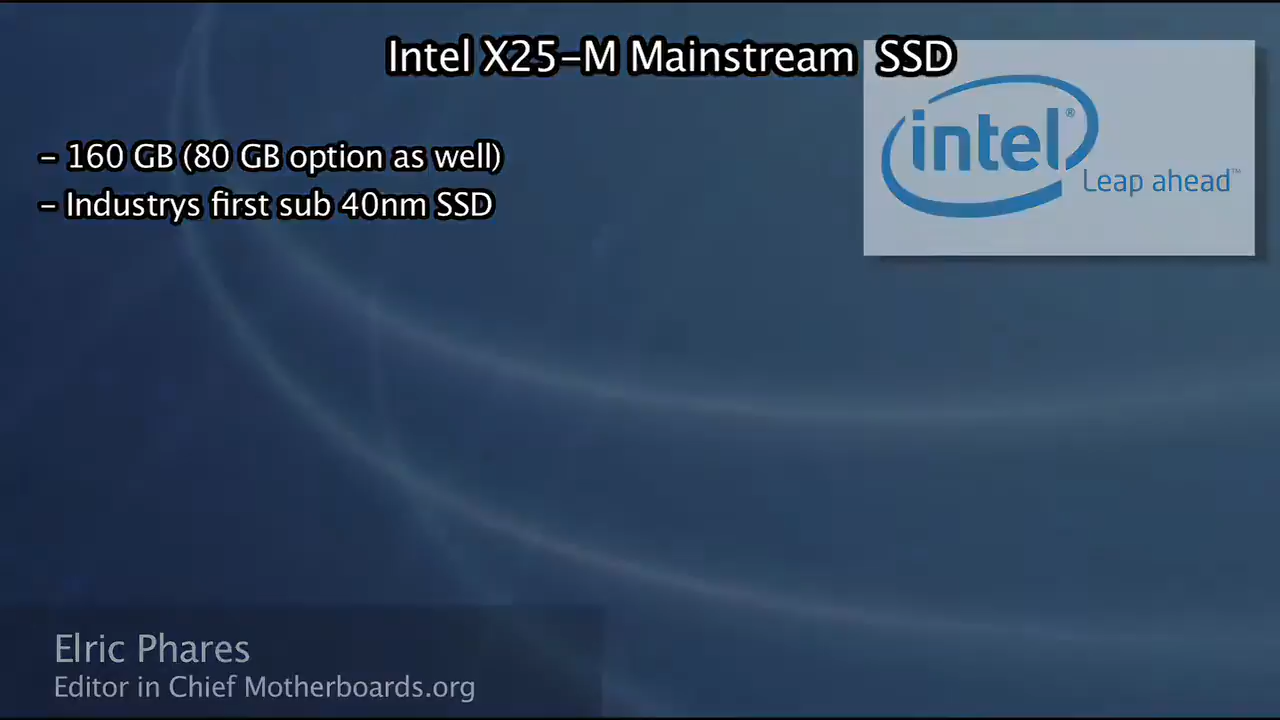 Intel X25-M Mainstream SSD
intel®
Leap ahead™
- 160 GB (80 GB option as well)
- Industrys first sub 40nm SSD
Elric Phares
Editor in Chief Motherboards.org